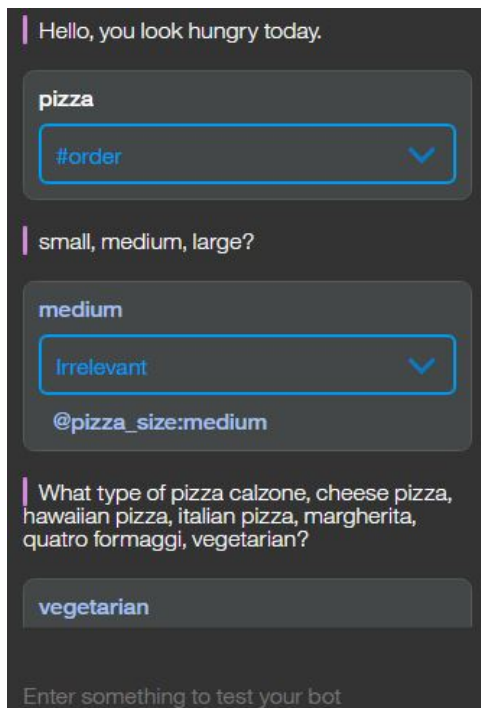 Hello, you look hungry today.
pizza
#order
small, medium, large?
medium
Irrelevant
@pizza_size:medium
What type of pizza calzone, cheese pizza,
hawaiian pizza, italian pizza, margherita,
quatro formaggi, vegetarian?
vegetarian
Enter something to test your bot